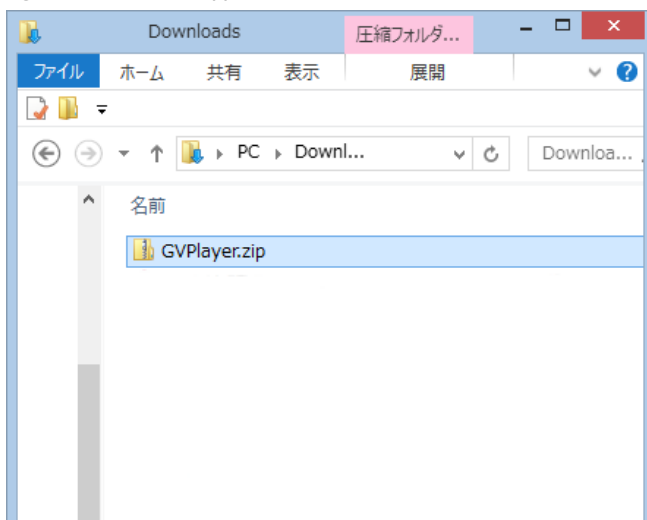 Downloads
圧縮フォルダ...
ファイル ホーム 共有 表示 展開
PC Downl... Downloa...
名前
GVPlayer.zip